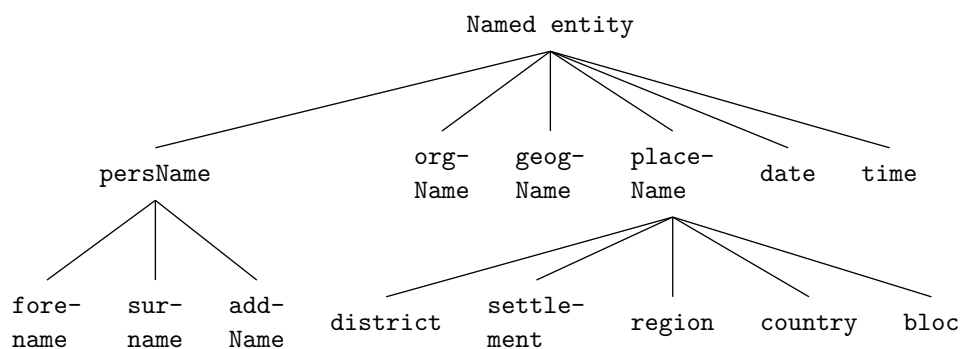 Named entity
persName
org-
Name
geog-
Name
place-
Name
date
time
fore-
name
sur-
name
add-
Name
district
settle-
ment
region
country
bloc